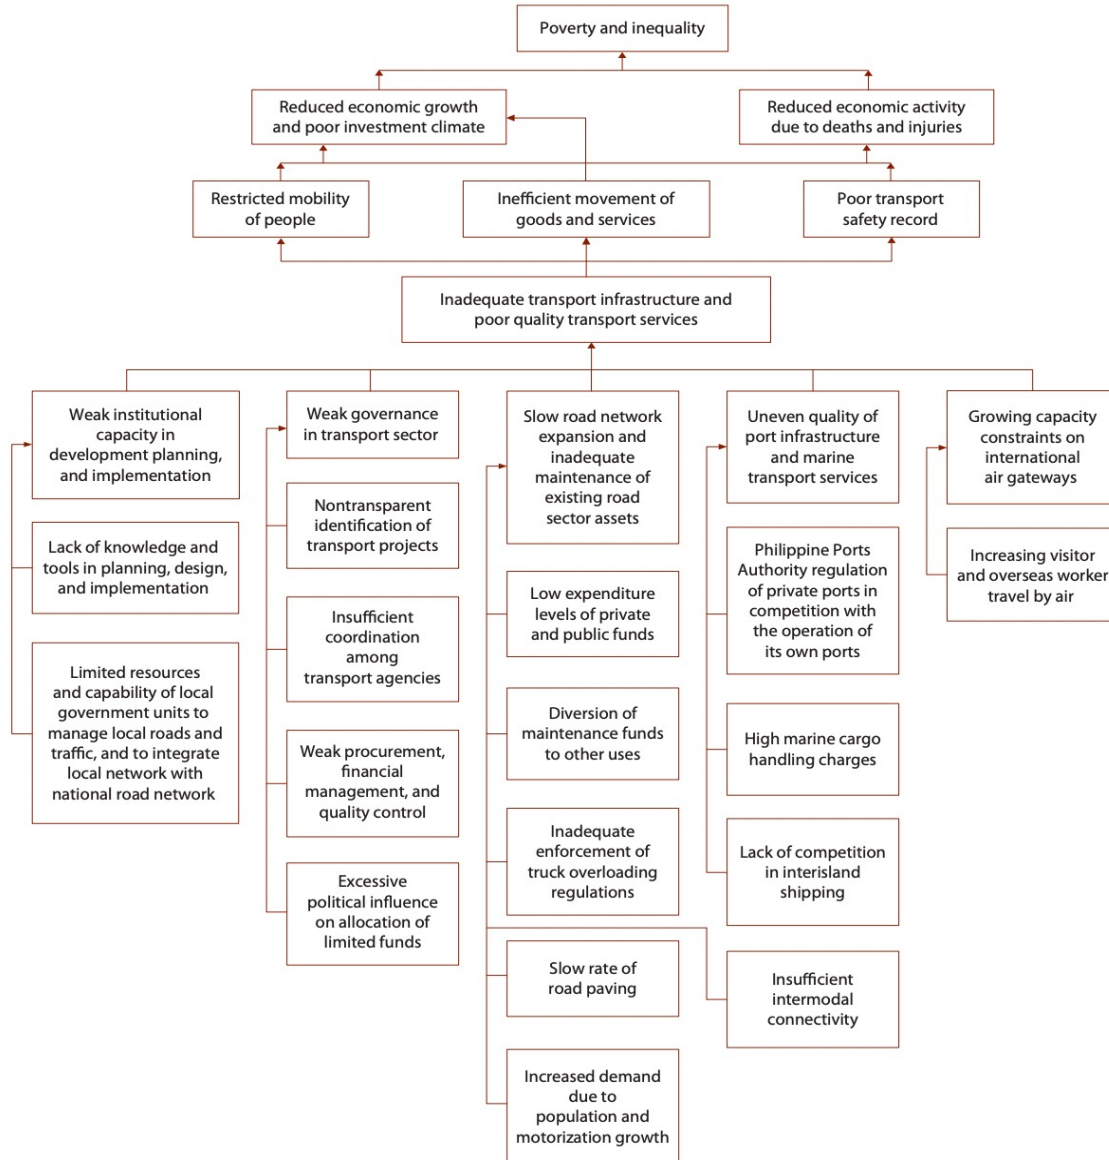 Poverty and inequality
Reduced economic growth
and poor investment climate
Reduced economic activity
due to deaths and injuries
Restricted mobility
of people
Inefficient movement of
goods and services
Poor transport
safety record
Inadequate transport infrastructure and
poor quality transport services
Weak institutional
capacity in
development planning,
and implementation
Lack of knowledge and
tools in planning, design,
and implementation
Limited resources
and capability of local
government units to
manage local roads and
traffic, and to integrate
local network with
national road network
Weak governance
in transport sector
Nontransparent
identification of
transport projects
Insufficient
coordination
among
transport agencies
Weak procurement,
financial
management, and
quality control
Excessive
political influence
on allocation of
limited funds
Slow road network
expansion and
inadequate
maintenance of
existing road
sector assets
Low expenditure
levels of private
and public funds
Diversion of
maintenance funds
to other uses
Inadequate
enforcement of
truck overloading
regulations
Slow rate of
road paving
Increased demand
due to
population and
motorization growth
Uneven quality of
port infrastructure
and marine
transport services
Philippine Ports
Authority regulation
of private ports in
competition with
the operation of
its own ports
High marine cargo
handling charges
Lack of competition
in interisland
shipping
Insufficient
intermodal
connectivity
Growing capacity
constraints on
international
air gateways
Increasing visitor
and overseas worker
travel by air